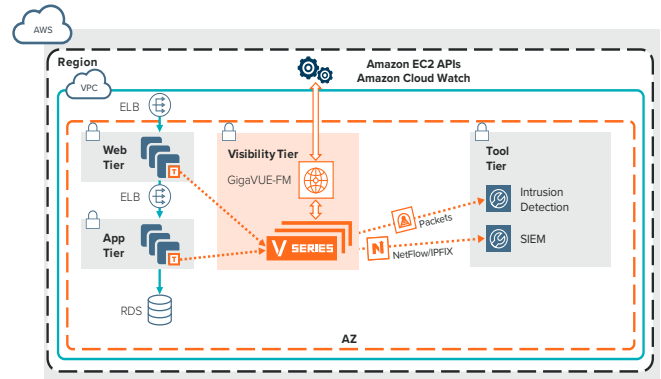 AWS
Region
Amazon EC2 APIs
Amazon Cloud Watch
VPC
ELB
Web
Tier
T
ELB
App
Tier
T
RDS
Visibility Tier
GigaVUE-FM
V SERIES
Packets
N
NetFlow/IPFIX
Tool
Tier
Intrusion
Detection
SIEM
AZ